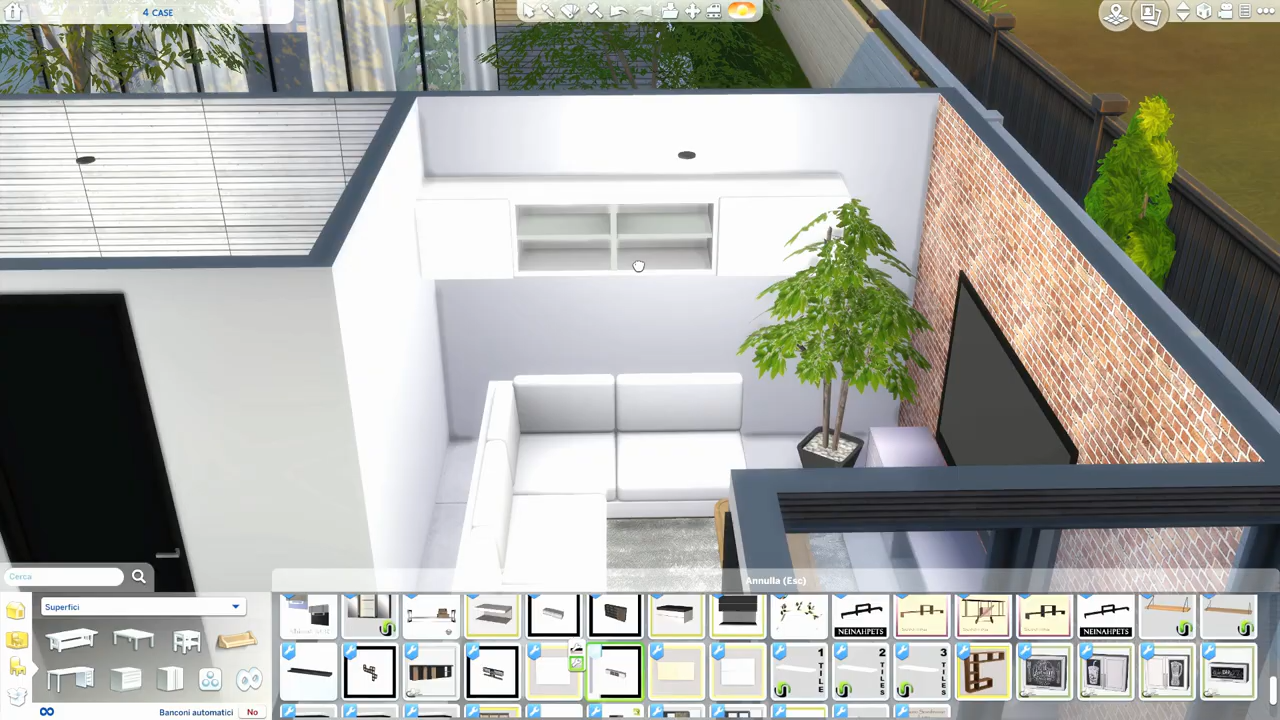 4 CASE
Annulla (Esc)
Cerca
Superfici
NEINAHPETS
NEINAHPETS
1 TILE
2 TILES
3 TILES
Banconi automatici
No